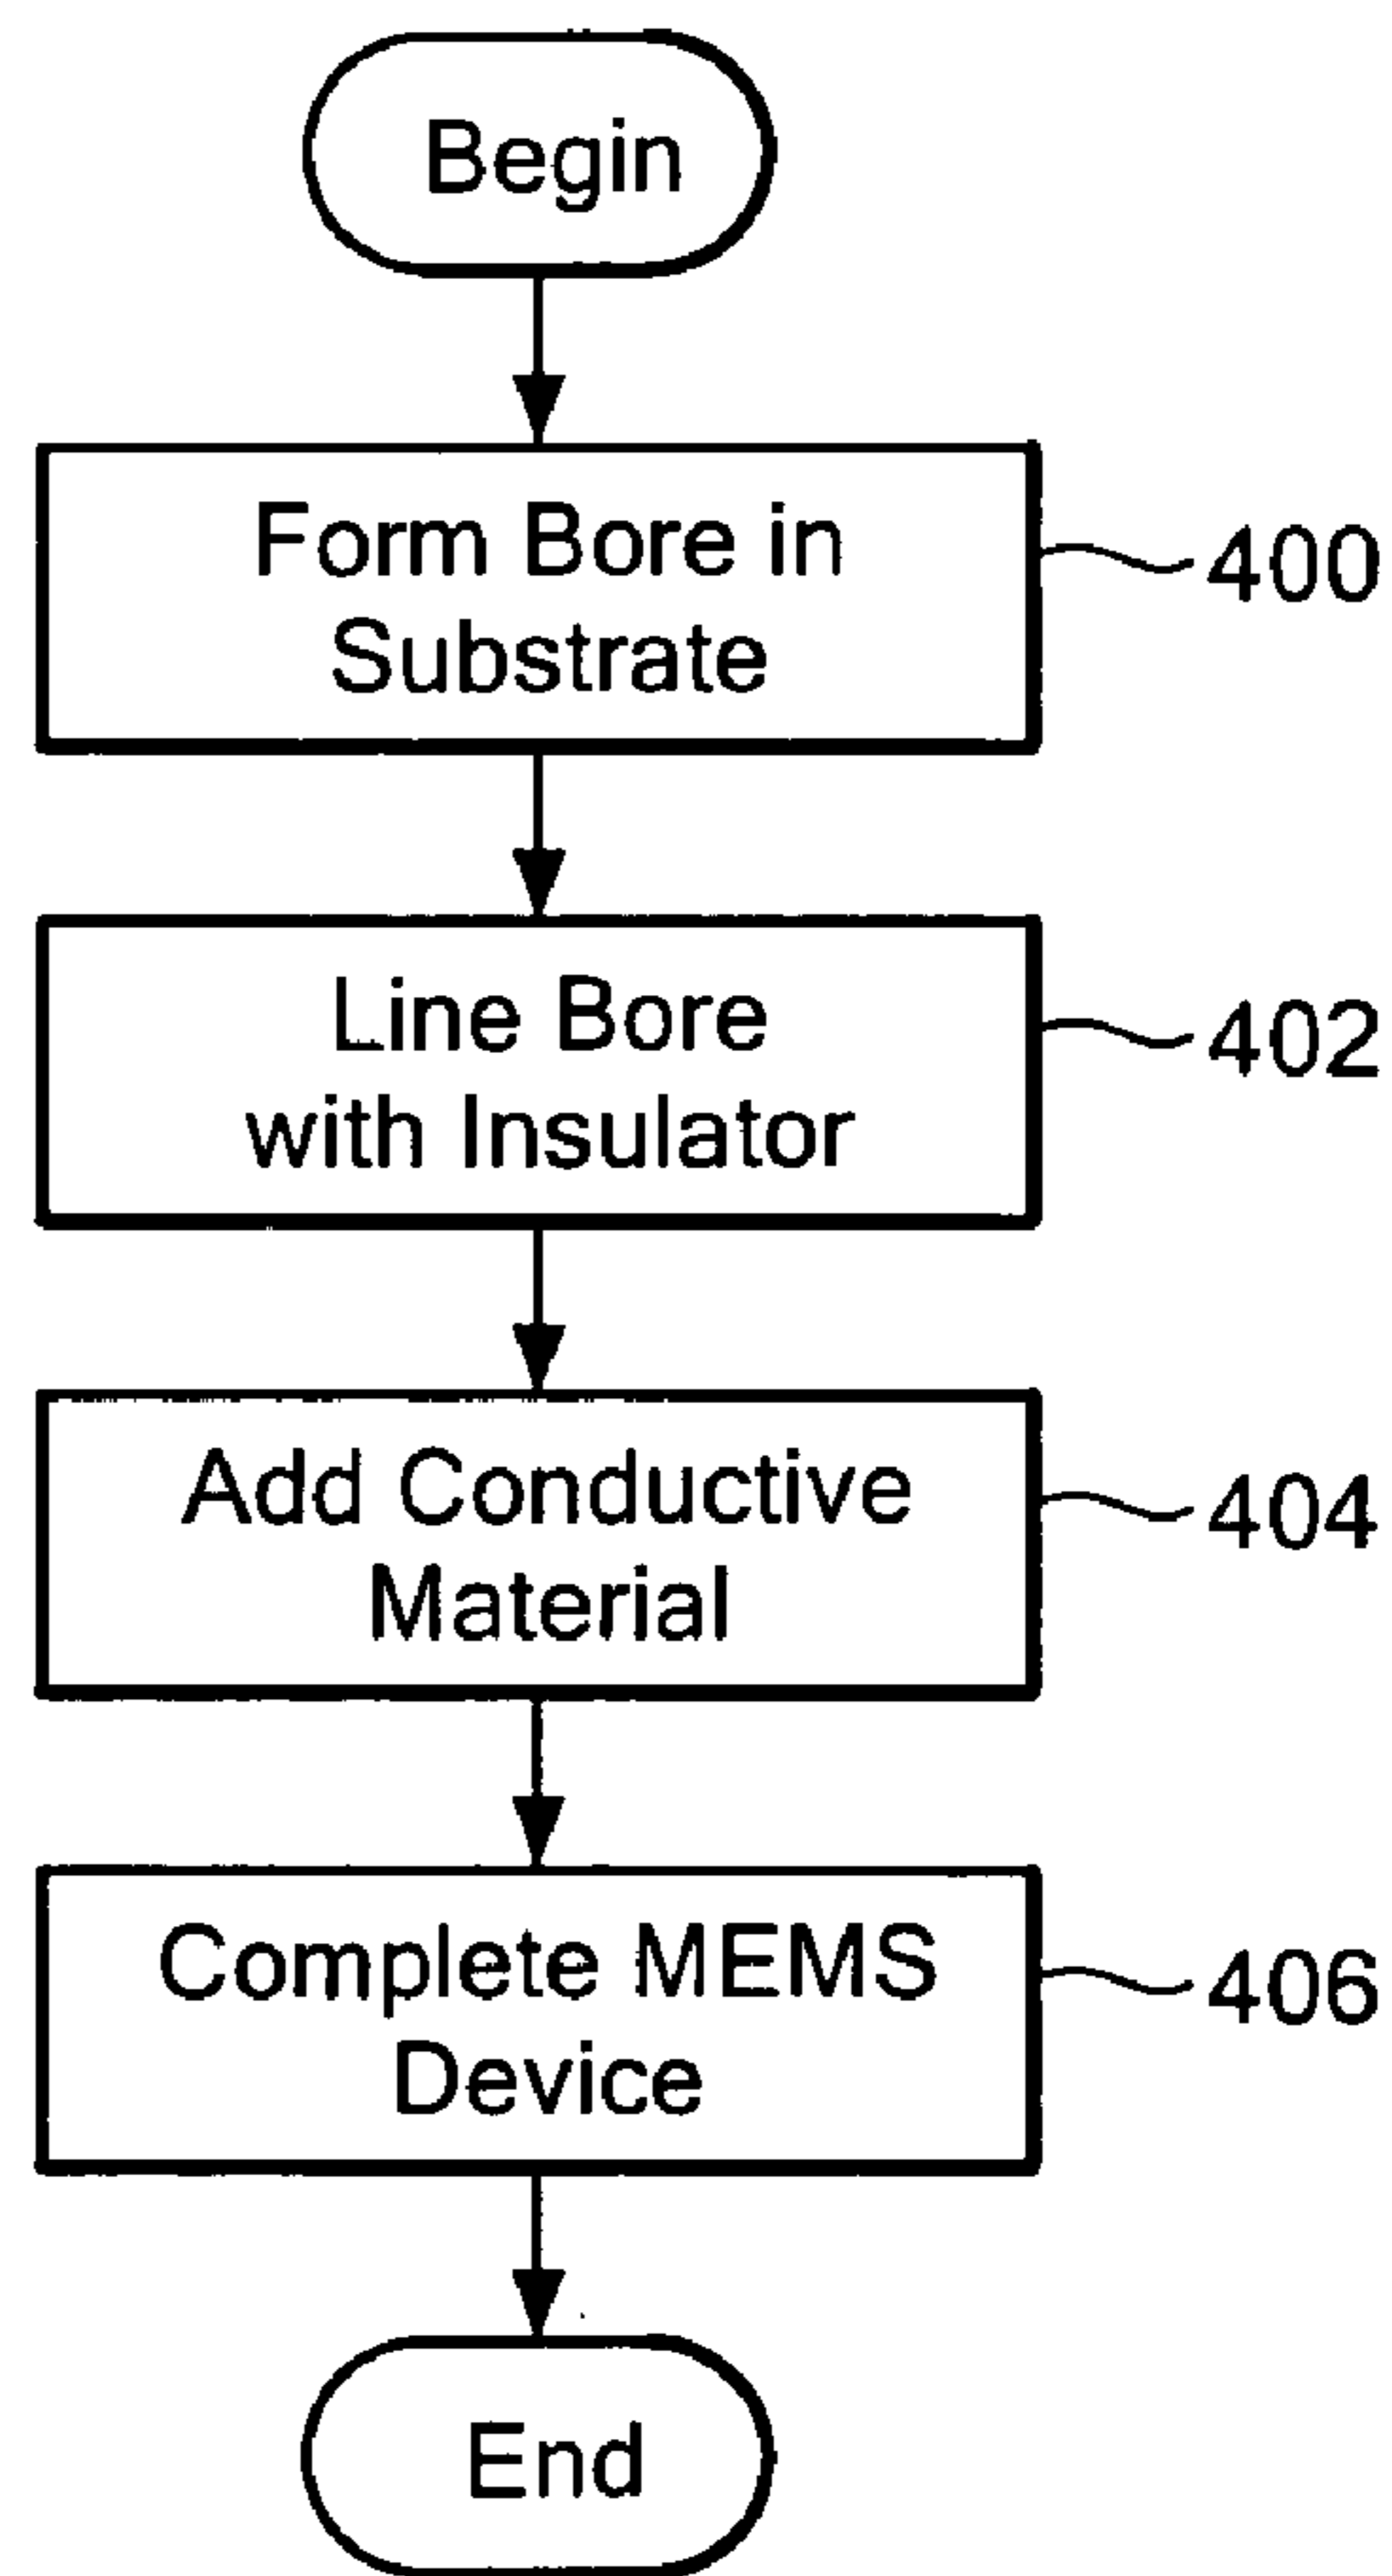 Begin
Form Bore in
Substrate
400
Line Bore
with Insulator
402
Add Conductive
Material
404
Complete MEMS
Device
406
End